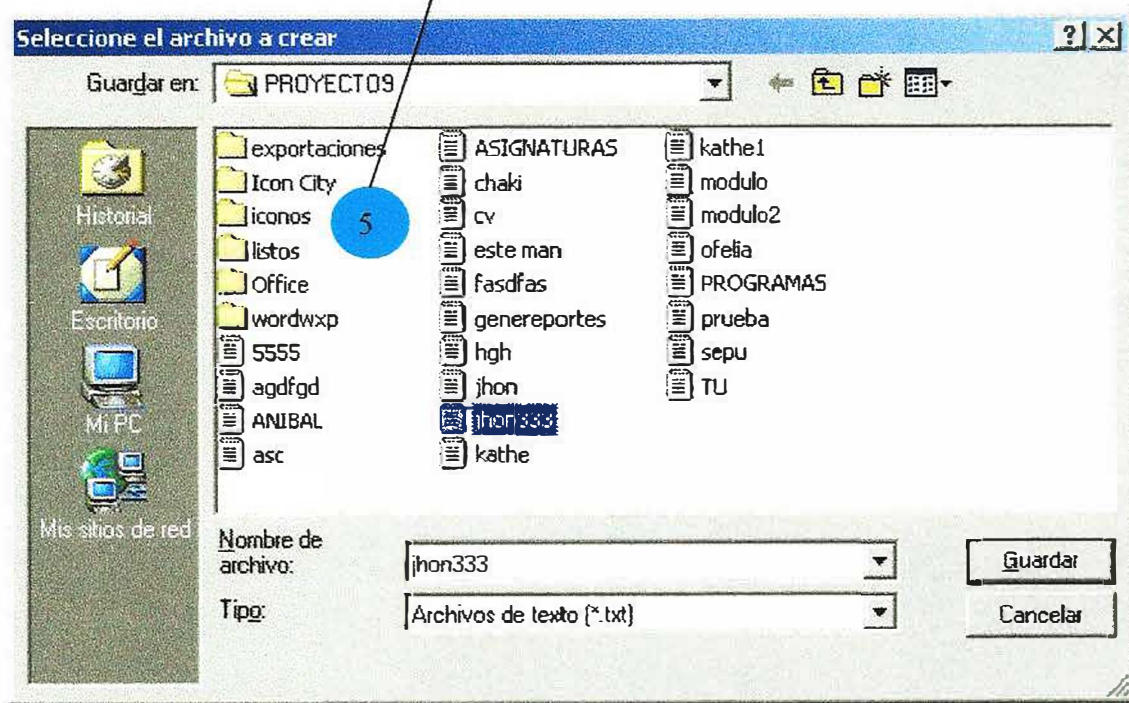 Seleccione el archivo a crear
Guardar en: PROYECTO9
Historial
Escritorio
Mi PC
Mis sitios de red
exportaciones
Icon City
iconos
listos
Office
wordwxp
5555
agdfgd
ANIBAL
asc
5
ASIGNATURAS
chaki
cv
este man
fasdfas
genereportes
hgh
jhon
jhon333
kathe
kathe1
modulo
modulo2
ofelia
PROGRAMAS
prueba
sepu
TU
Nombre de
archivo:
jhon333
Guardar
Tipo:
Archivos de texto (*.txt)
Cancelar